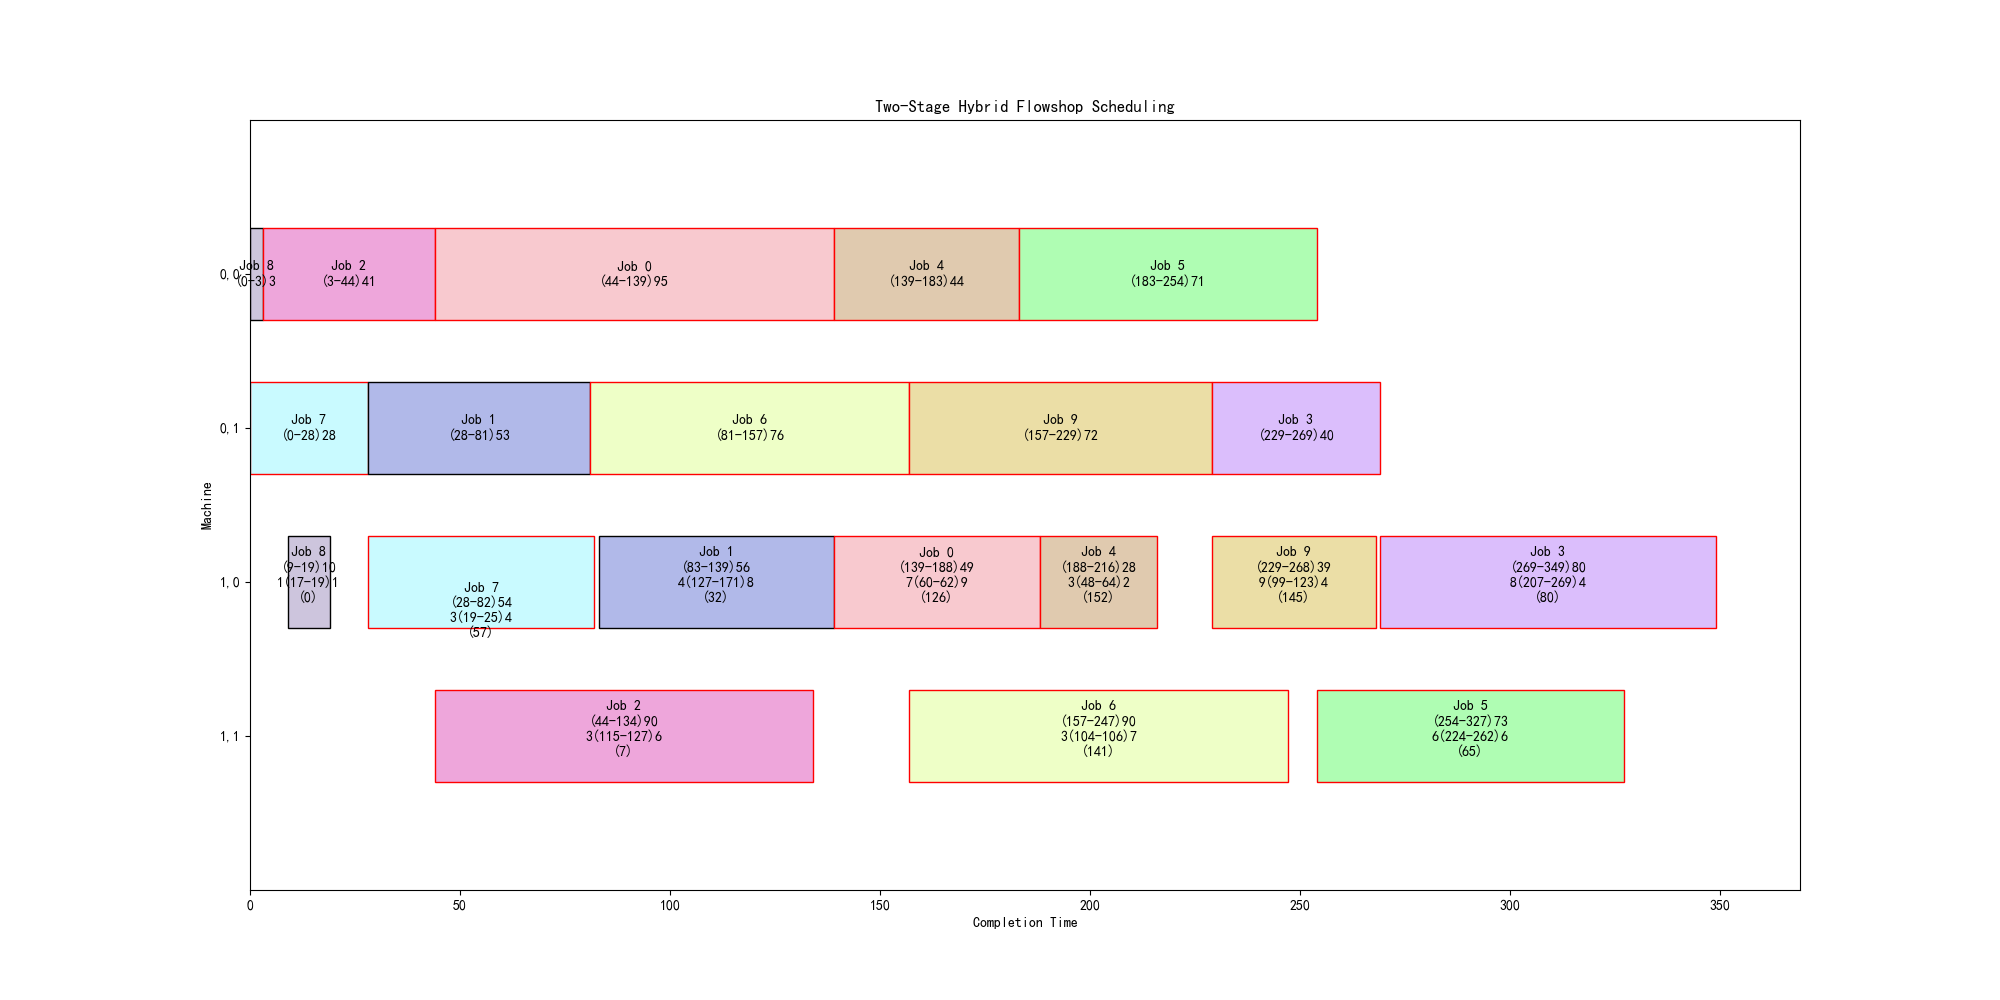 Two-Stage Hybrid Flowshop Scheduling
Machine
0,0
Job 8
(0-3)3
Job 2
(3-44)41
Job 0
(44-139)95
Job 4
(139-183)44
Job 5
(183-254)71
0,1
Job 7
(0-28)28
Job 1
(28-81)53
Job 6
(81-157)76
Job 9
(157-229)72
Job 3
(229-269)40
1,0
Job 8
(9-19)10
1(17-19)1
(0)
Job 7
(28-82)54
3(19-25)4
(57)
Job 1
(83-139)56
4(127-171)8
(32)
Job 0
(139-188)49
7(60-62)9
(126)
Job 4
(188-216)28
3(48-64)2
(152)
Job 9
(229-268)39
9(99-123)4
(145)
Job 3
(269-349)80
8(207-269)4
(80)
1,1
Job 2
(44-134)90
3(115-127)6
(7)
Job 6
(157-247)90
3(104-106)7
(141)
Job 5
(254-327)73
6(224-262)6
(65)
0 50 100 150 200 250 300 350
Completion Time